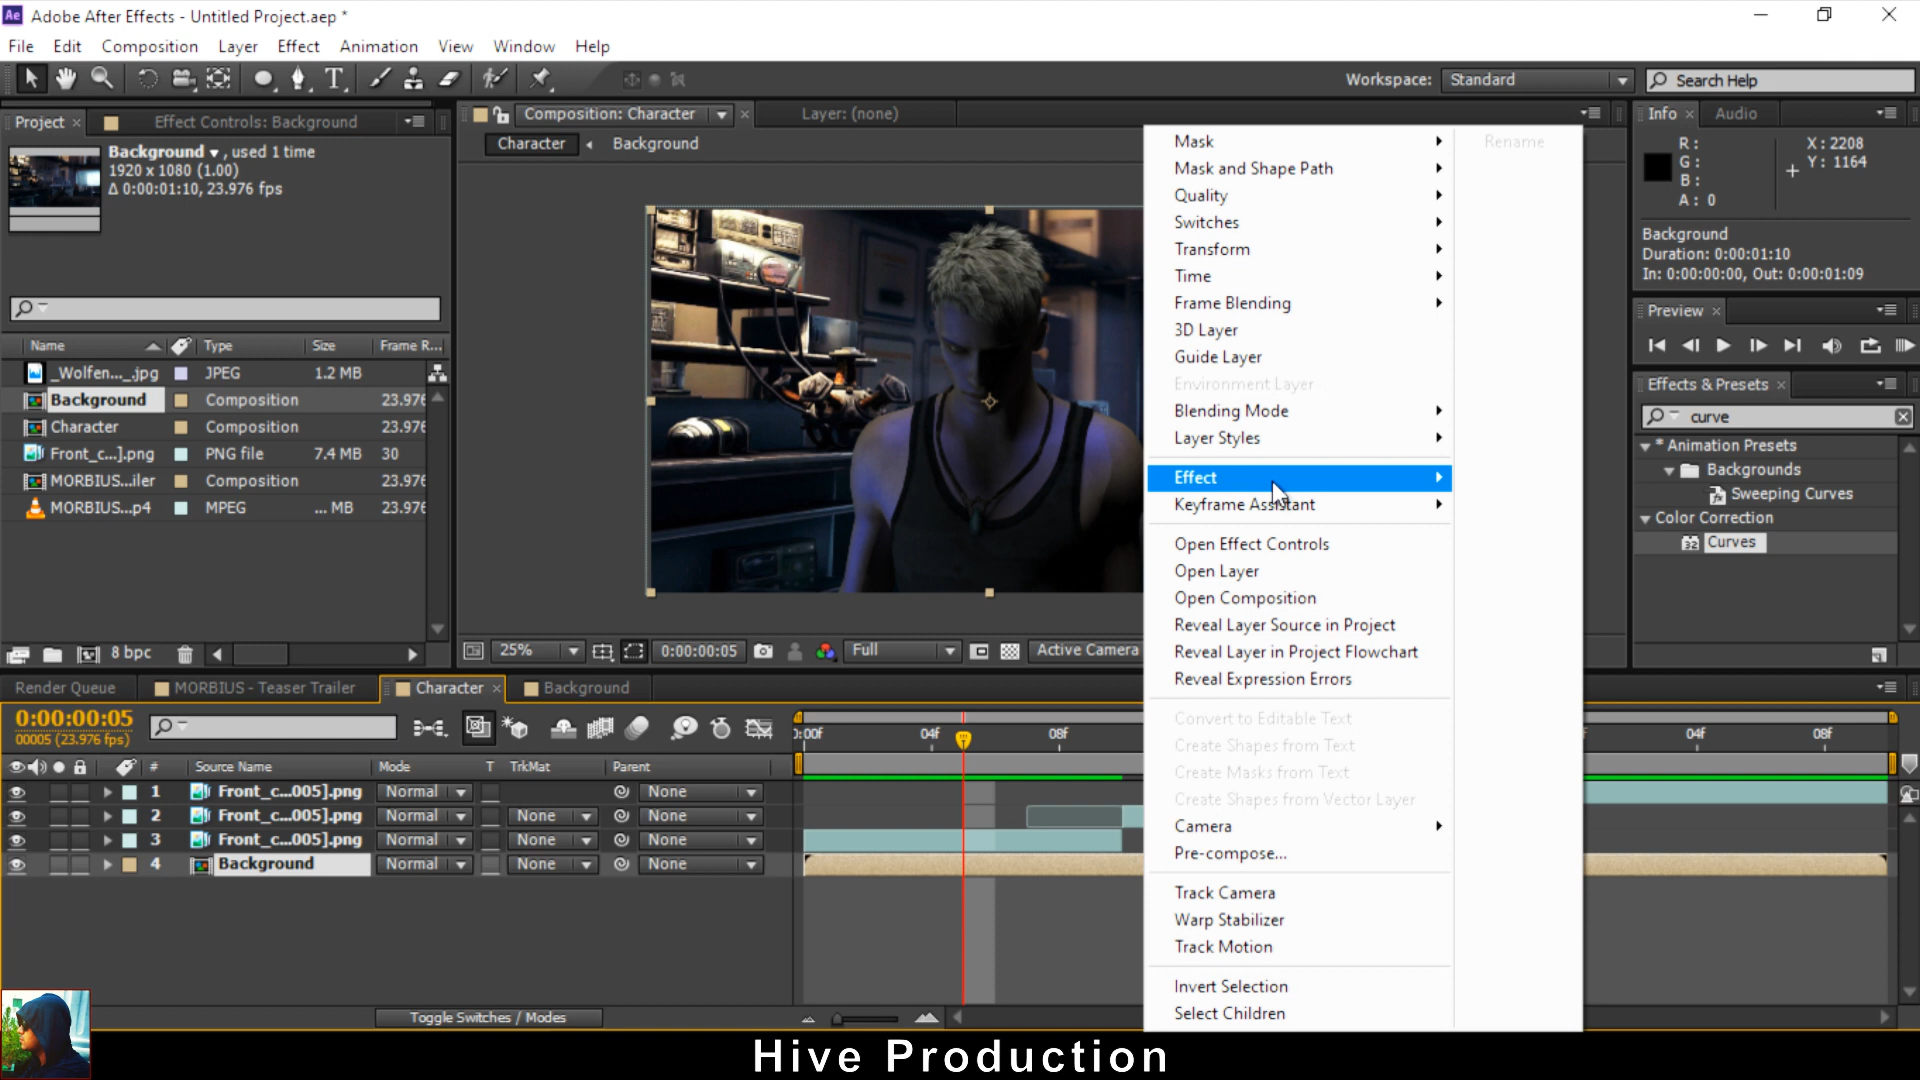 Ae Adobe After Effects - Untitled Project.aep *
File Edit Composition Layer Effect Animation View Window Help
Workspace: Standard Search Help
Project × Effect Controls: Background
Background , used 1 time
1920 x 1080 (1.00)
Δ 0:00:01:10, 23.976 fps
Name Type Size Frame R...
_Wolfen..._.jpg JPEG 1.2 MB
Background Composition 23.976
Character Composition 23.976
Front_c...].png PNG file 7.4 MB 30
MORBIUS...iler Composition 23.976
MORBIUS...p4 MPEG ... MB 23.976
8 bpc
Composition: Character × Layer: (none)
Character Background
25% 0:00:00:05 Full Active Camera
Mask
Mask and Shape Path
Quality
Switches
Transform
Time
Frame Blending
3D Layer
Guide Layer
Environment Layer
Blending Mode
Layer Styles
Effect
Keyframe Assistant
Open Effect Controls
Open Layer
Open Composition
Reveal Layer Source in Project
Reveal Layer in Project Flowchart
Reveal Expression Errors
Convert to Editable Text
Create Shapes from Text
Create Masks from Text
Create Shapes from Vector Layer
Camera
Pre-compose...
Track Camera
Warp Stabilizer
Track Motion
Invert Selection
Select Children
Rename
Info × Audio
R :
G :
B :
A : 0
X : 2208
Y : 1164
Background
Duration: 0:00:01:10
In: 0:00:00:00, Out: 0:00:01:09
Preview ×
Effects & Presets ×
curve
* Animation Presets
Backgrounds
Sweeping Curves
Color Correction
32 Curves
Render Queue MORBIUS - Teaser Trailer Character × Background
0:00:00:05
00005 (23.976 fps)
):00f 04f 08f 04f 08f
# Source Name Mode T TrkMat Parent
1 Front_c...005].png Normal None
2 Front_c...005].png Normal None None
3 Front_c...005].png Normal None None
4 Background Normal None None
Toggle Switches / Modes
Hive Production